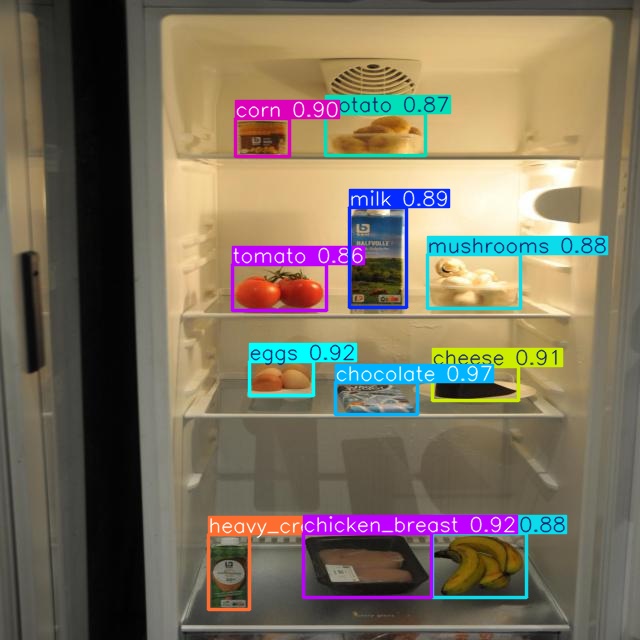 corn 0.90
otato 0.87
milk 0.89
HALFVOLLE
mushrooms 0.88
tomato 0.86
eggs 0.92
chocolate 0.97
cheese 0.91
heavy_cr
chicken_breast 0.92
0.88